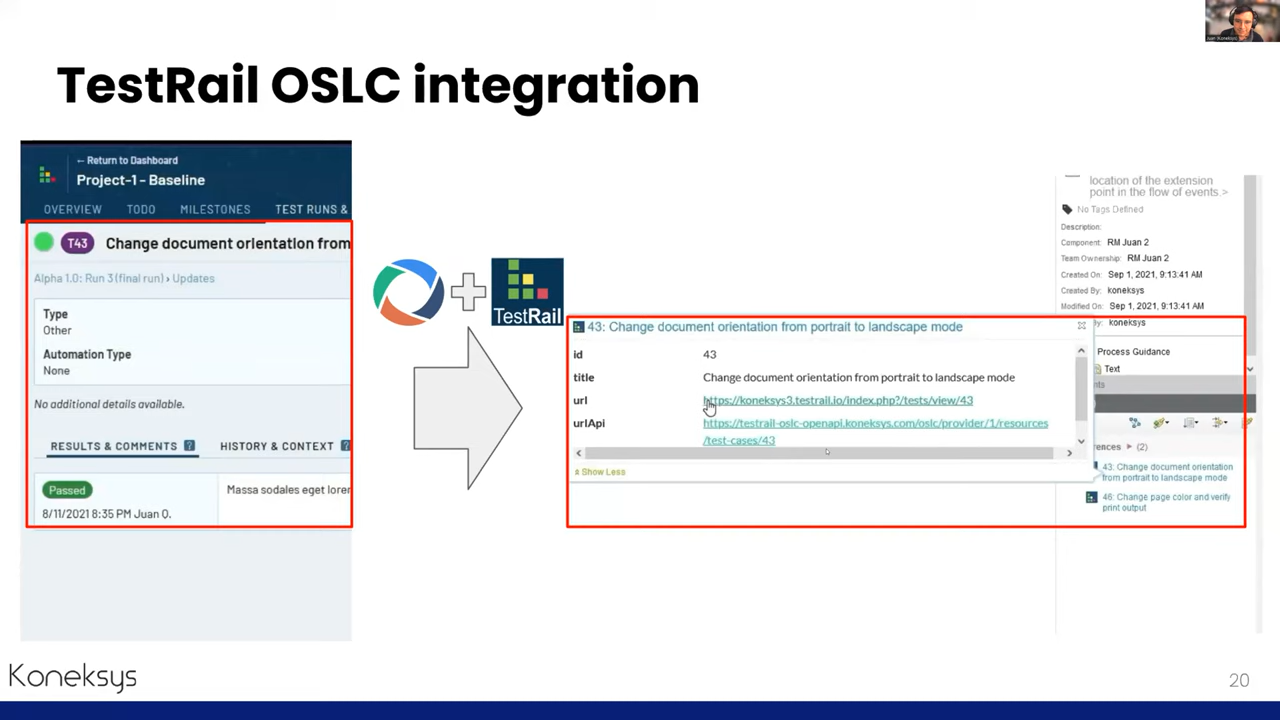 TestRail OSLC integration
← Return to Dashboard
Project-1 - Baseline
OVERVIEW TODO MILESTONES TEST RUNS &
T43 Change document orientation from
Alpha 1.0: Run 3 (final run) › Updates
Type
Other
Automation Type
None
No additional details available.
RESULTS & COMMENTS ? HISTORY & CONTEXT ?
Passed
8/11/2021 8:35 PM Juan Q.
Massa sodales eget lorer
TestRail
43: Change document orientation from portrait to landscape mode
id 43
title Change document orientation from portrait to landscape mode
url https://koneksys3.testrail.io/index.php?/tests/view/43
urlApi https://testrail-oslc-openapi.koneksys.com/oslc/provider/1/resources
/test-cases/43
Show Less
location of the extension
point in the flow of events.>
No Tags Defined
Description:
Component: RM Juan 2
Team Ownership: RM Juan 2
Created On: Sep 1, 2021, 9:13:41 AM
Created By: koneksys
Modified On: Sep 1, 2021, 9:13:41 AM
y: koneksys
Process Guidance
Text
nts
rences (2)
43: Change document orientation
from portrait to landscape mode
46: Change page color and verify
print output
Koneksys
20